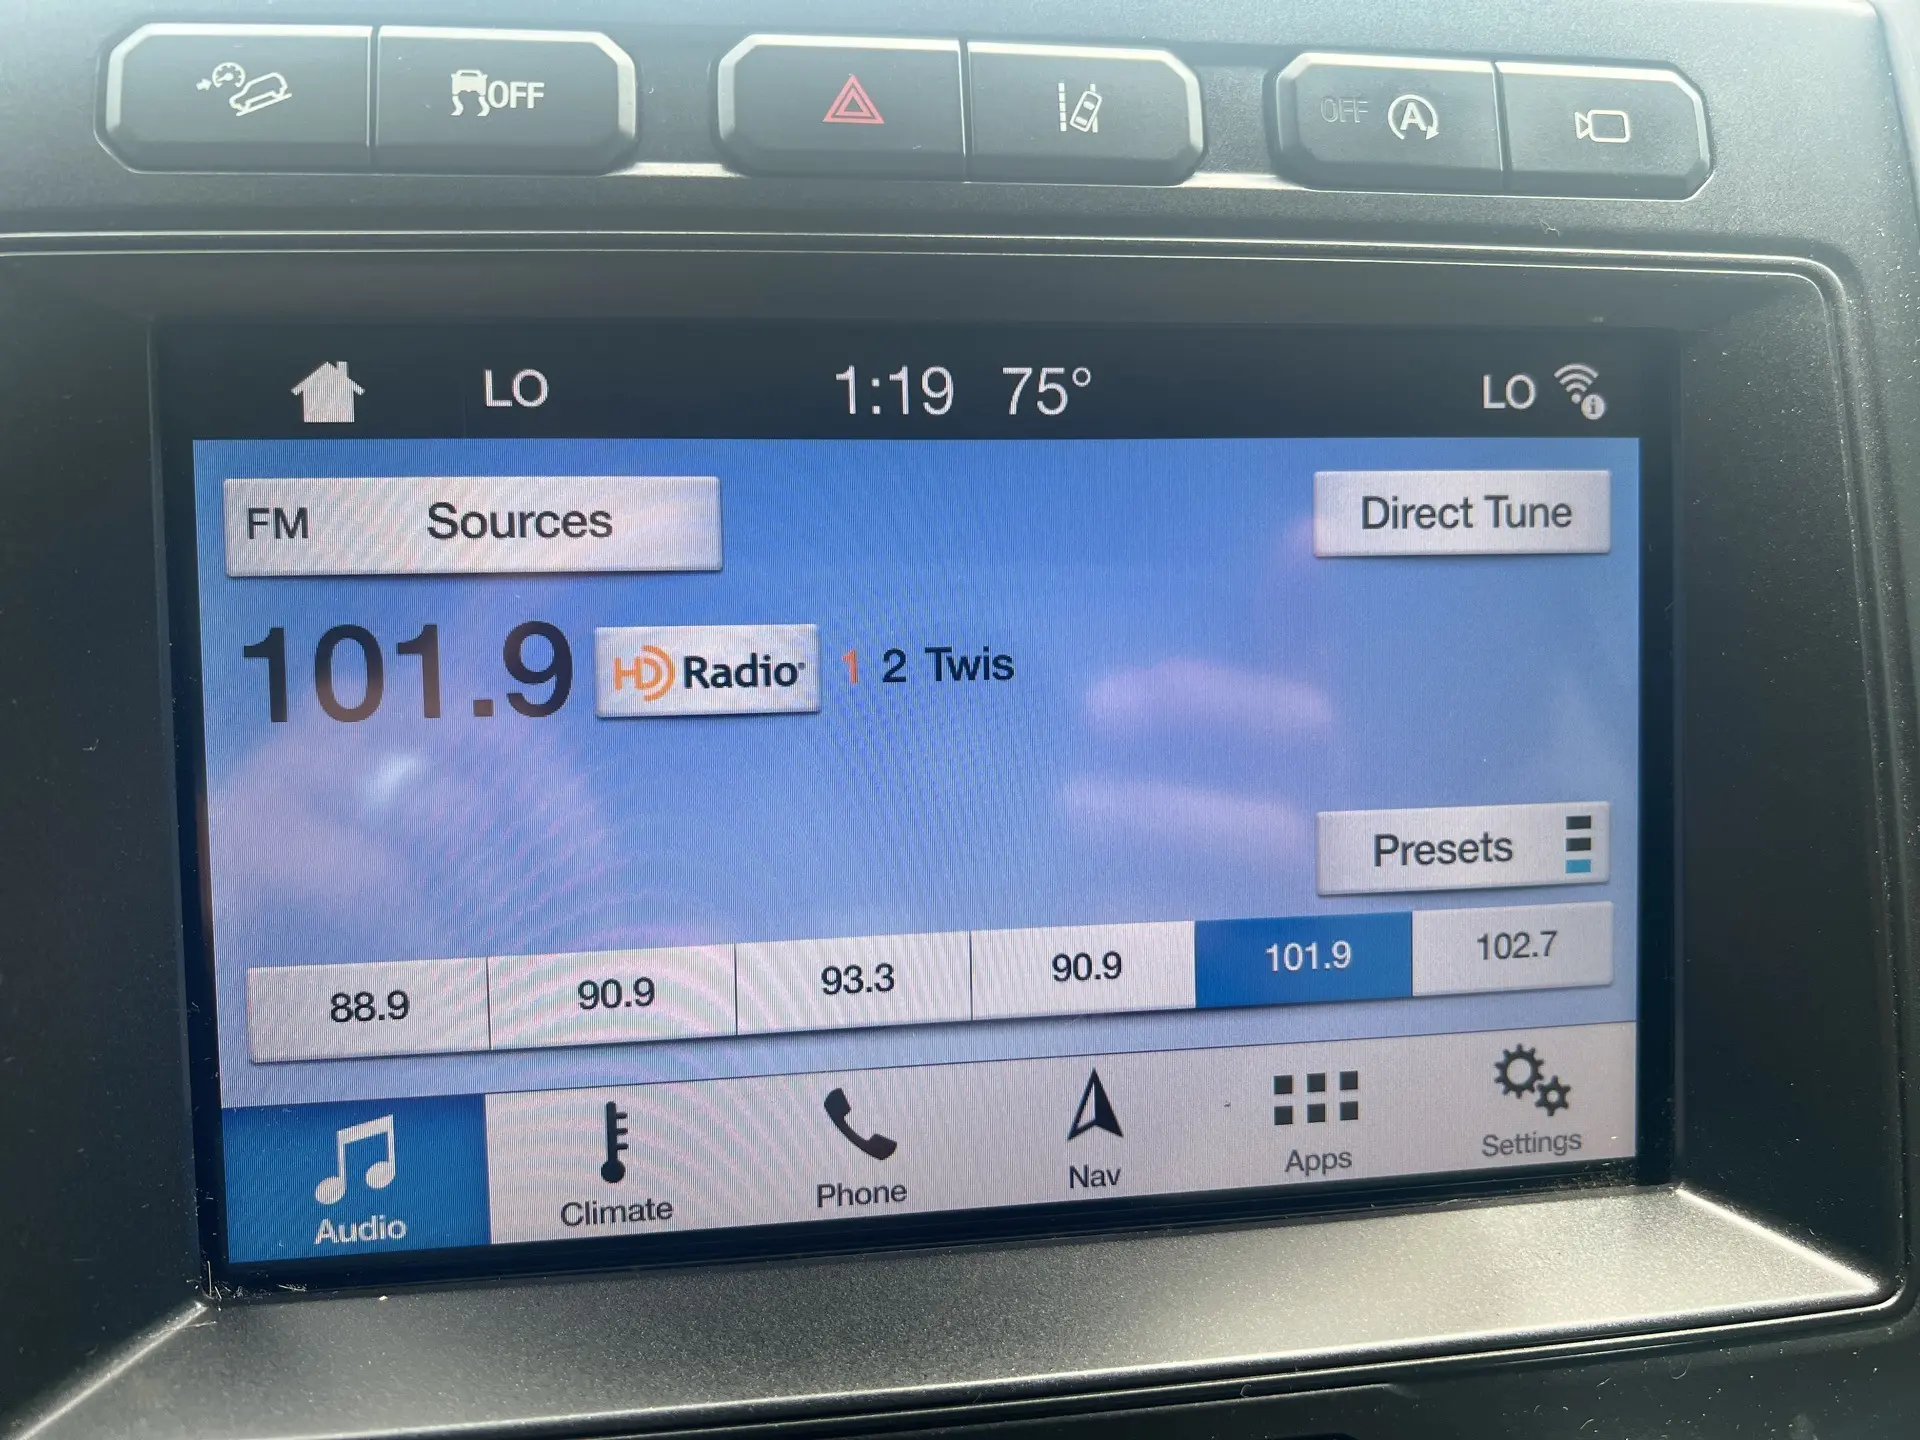 OFF
OFF A
LO 1:19 75° LO
FM Sources Direct Tune
101.9 HD Radio 1 2 Twis
Presets
88.9 90.9 93.3 90.9 101.9 102.7
Audio Climate Phone Nav Apps Settings